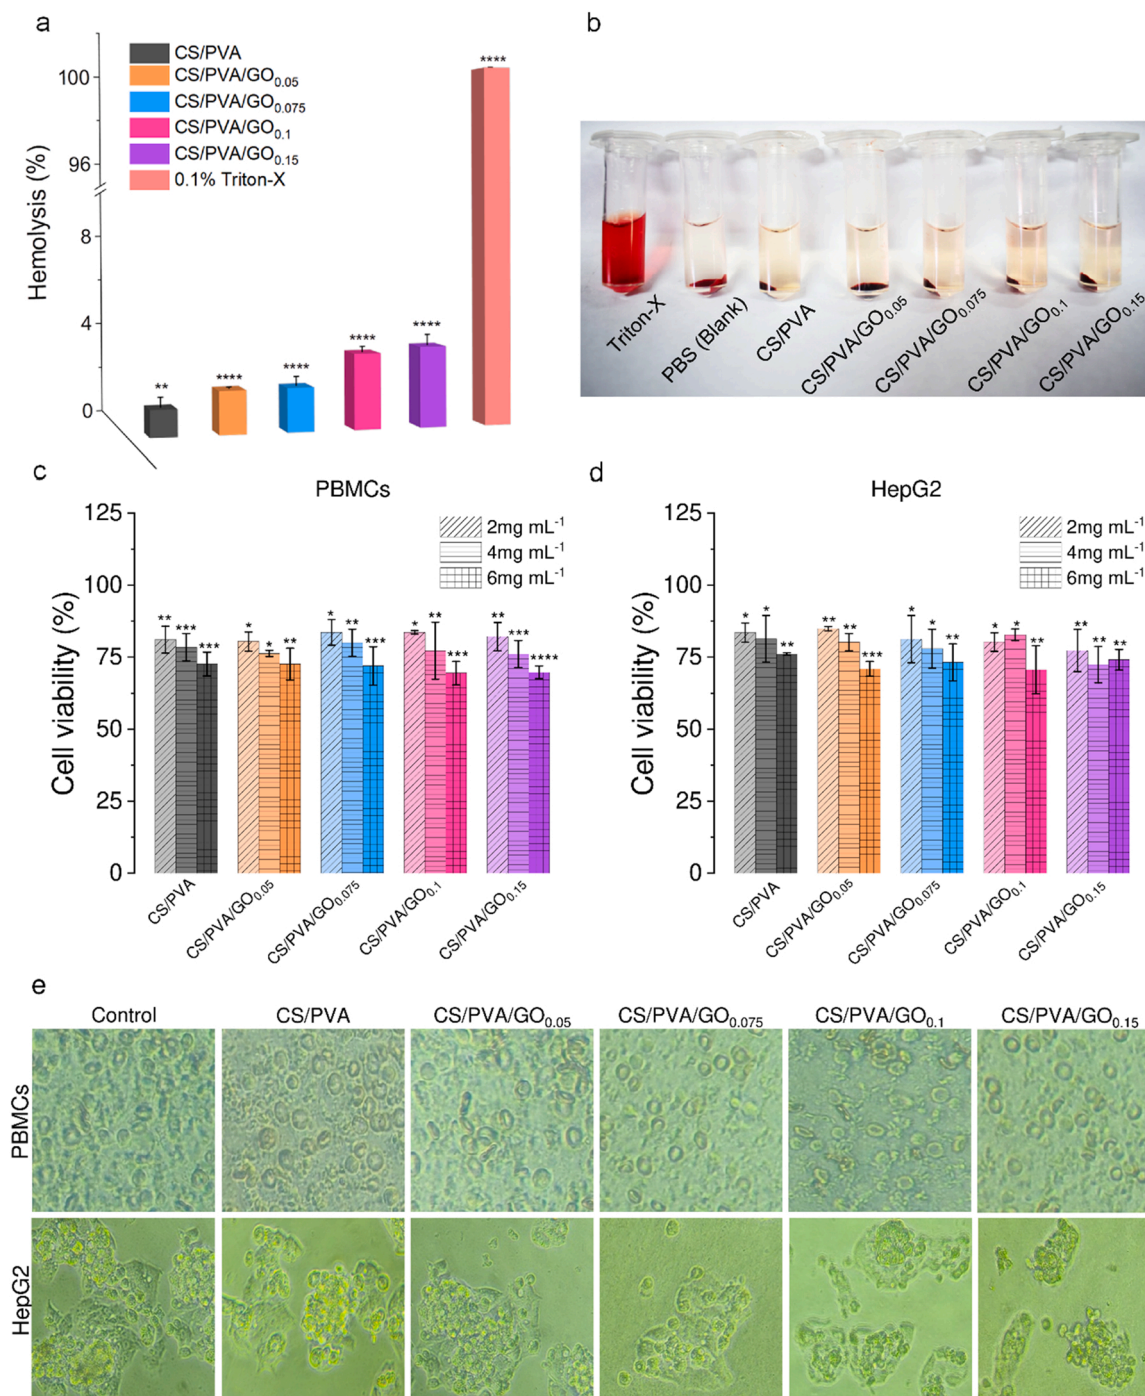 a
CS/PVA
CS/PVA/GO₀.₀₅
CS/PVA/GO₀.₀₇₅
CS/PVA/GO₀.₁
CS/PVA/GO₀.₁₅
0.1% Triton-X
Hemolysis (%)
100
96
8
4
0
**
****
****
****
****
****
b
Triton-X
PBS (Blank)
CS/PVA
CS/PVA/GO₀.₀₅
CS/PVA/GO₀.₀₇₅
CS/PVA/GO₀.₁
CS/PVA/GO₀.₁₅
c
PBMCs
2mg mL⁻¹
4mg mL⁻¹
6mg mL⁻¹
Cell viability (%)
125
100
75
50
25
0
** *** ***
* * **
* ** ***
* ** ***
** *** ****
CS/PVA
CS/PVA/GO₀.₀₅
CS/PVA/GO₀.₀₇₅
CS/PVA/GO₀.₁
CS/PVA/GO₀.₁₅
d
HepG2
2mg mL⁻¹
4mg mL⁻¹
6mg mL⁻¹
Cell viability (%)
125
100
75
50
25
0
* * **
** ** ***
* * **
* * **
** ** **
CS/PVA
CS/PVA/GO₀.₀₅
CS/PVA/GO₀.₀₇₅
CS/PVA/GO₀.₁
CS/PVA/GO₀.₁₅
e
Control CS/PVA CS/PVA/GO₀.₀₅ CS/PVA/GO₀.₀₇₅ CS/PVA/GO₀.₁ CS/PVA/GO₀.₁₅
PBMCs
HepG2